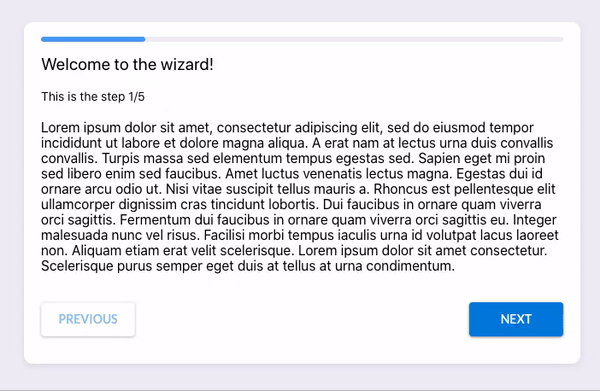 Welcome to the wizard!
This is the step 1/5
Lorem ipsum dolor sit amet, consectetur adipiscing elit, sed do eiusmod tempor
incididunt ut labore et dolore magna aliqua. A erat nam at lectus urna duis convallis
convallis. Turpis massa sed elementum tempus egestas sed. Sapien eget mi proin
sed libero enim sed faucibus. Amet luctus venenatis lectus magna. Egestas dui id
ornare arcu odio ut. Nisi vitae suscipit tellus mauris a. Rhoncus est pellentesque elit
ullamcorper dignissim cras tincidunt lobortis. Dui faucibus in ornare quam viverra
orci sagittis. Fermentum dui faucibus in ornare quam viverra orci sagittis eu. Integer
malesuada nunc vel risus. Facilisi morbi tempus iaculis urna id volutpat lacus laoreet
non. Aliquam etiam erat velit scelerisque. Lorem ipsum dolor sit amet consectetur.
Scelerisque purus semper eget duis at tellus at urna condimentum.
PREVIOUS
NEXT